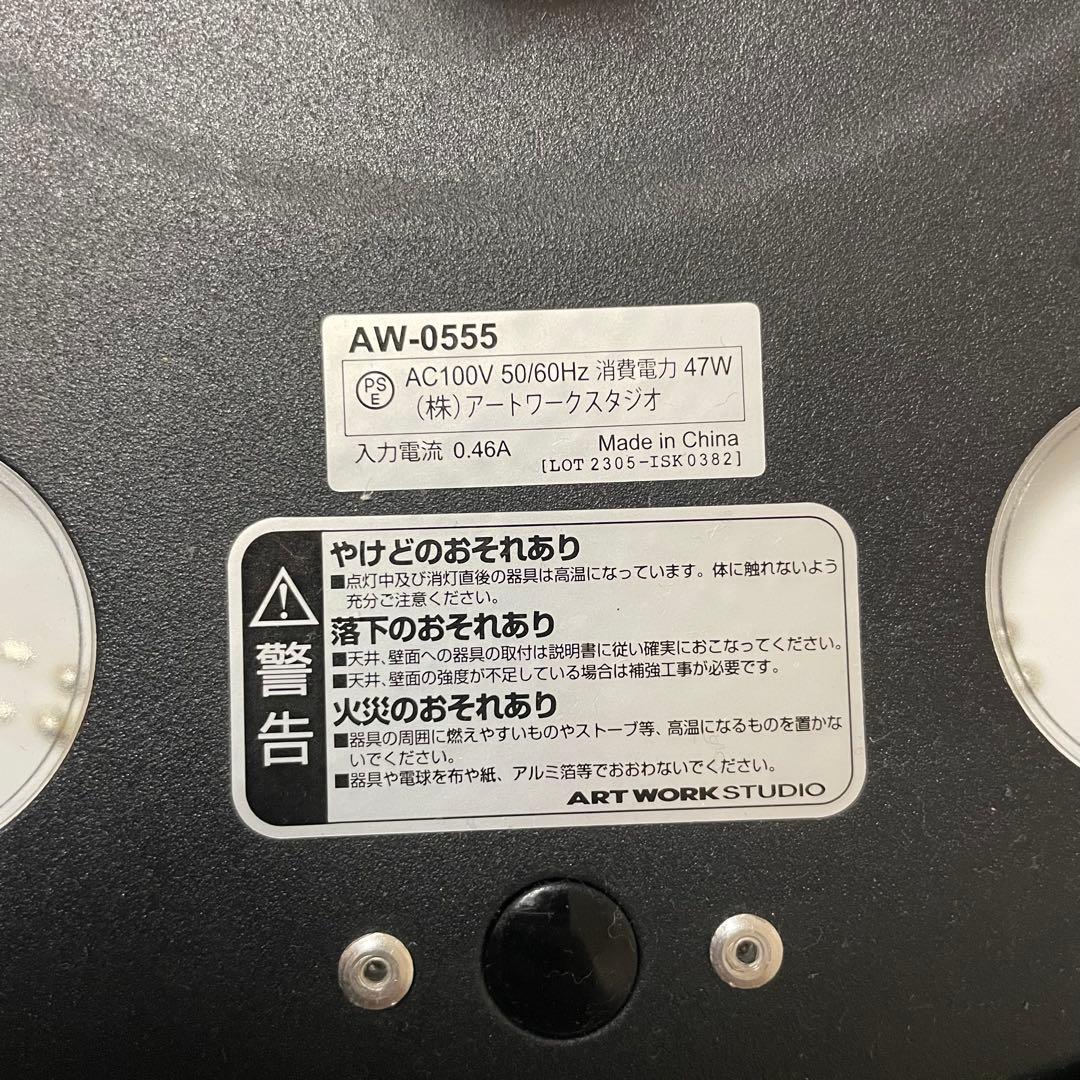 AW-0555
PSE AC100V 50/60Hz 消費電力 47W
（株）アートワークスタジオ
入力電流 0.46A Made in China
[LOT 2305-ISK0382]
警告
やけどのおそれあり
■点灯中及び消灯直後の器具は高温になっています。体に触れないよう
充分ご注意ください。
落下のおそれあり
■天井、壁面への器具の取付は説明書に従い確実におこなってください。
■天井、壁面の強度が不足している場合は補強工事が必要です。
火災のおそれあり
■器具の周囲に燃えやすいものやストーブ等、高温になるものを置かな
いでください。
■器具や電球を布や紙、アルミ箔等でおおわないでください。
ART WORK STUDIO